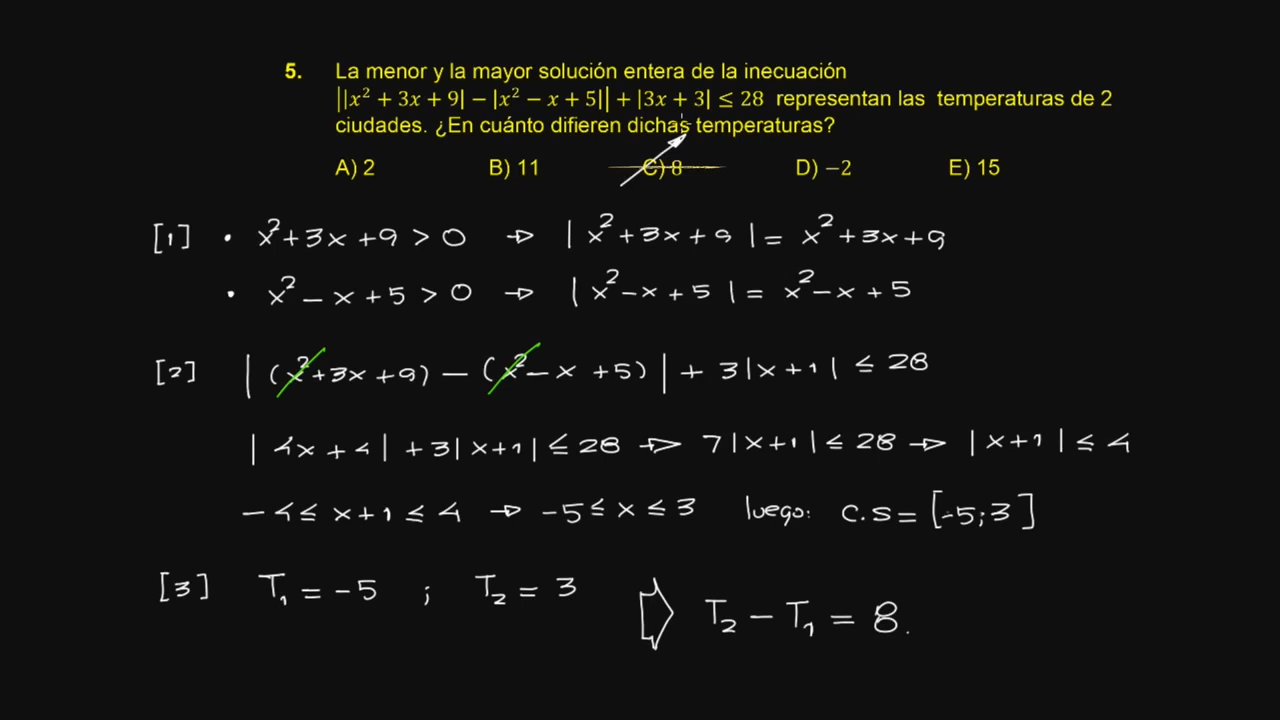 5. La menor y la mayor solución entera de la inecuación
||x² + 3x + 9| − |x² − x + 5|| + |3x + 3| ≤ 28 representan las temperaturas de 2
ciudades. ¿En cuánto difieren dichas temperaturas?
A) 2 B) 11 C) 8 D) −2 E) 15
[1] • x² + 3x + 9 > 0 → |x² + 3x + 9| = x² + 3x + 9
• x² − x + 5 > 0 → |x² − x + 5| = x² − x + 5
[2] |(x² + 3x + 9) − (x² − x + 5)| + 3|x + 1| ≤ 28
|4x + 4| + 3|x + 1| ≤ 28 → 7|x + 1| ≤ 28 → |x + 1| ≤ 4
−4 ≤ x + 1 ≤ 4 → −5 ≤ x ≤ 3 luego: C.S = [−5; 3]
[3] T₁ = −5 ; T₂ = 3 ⇨ T₂ − T₁ = 8.